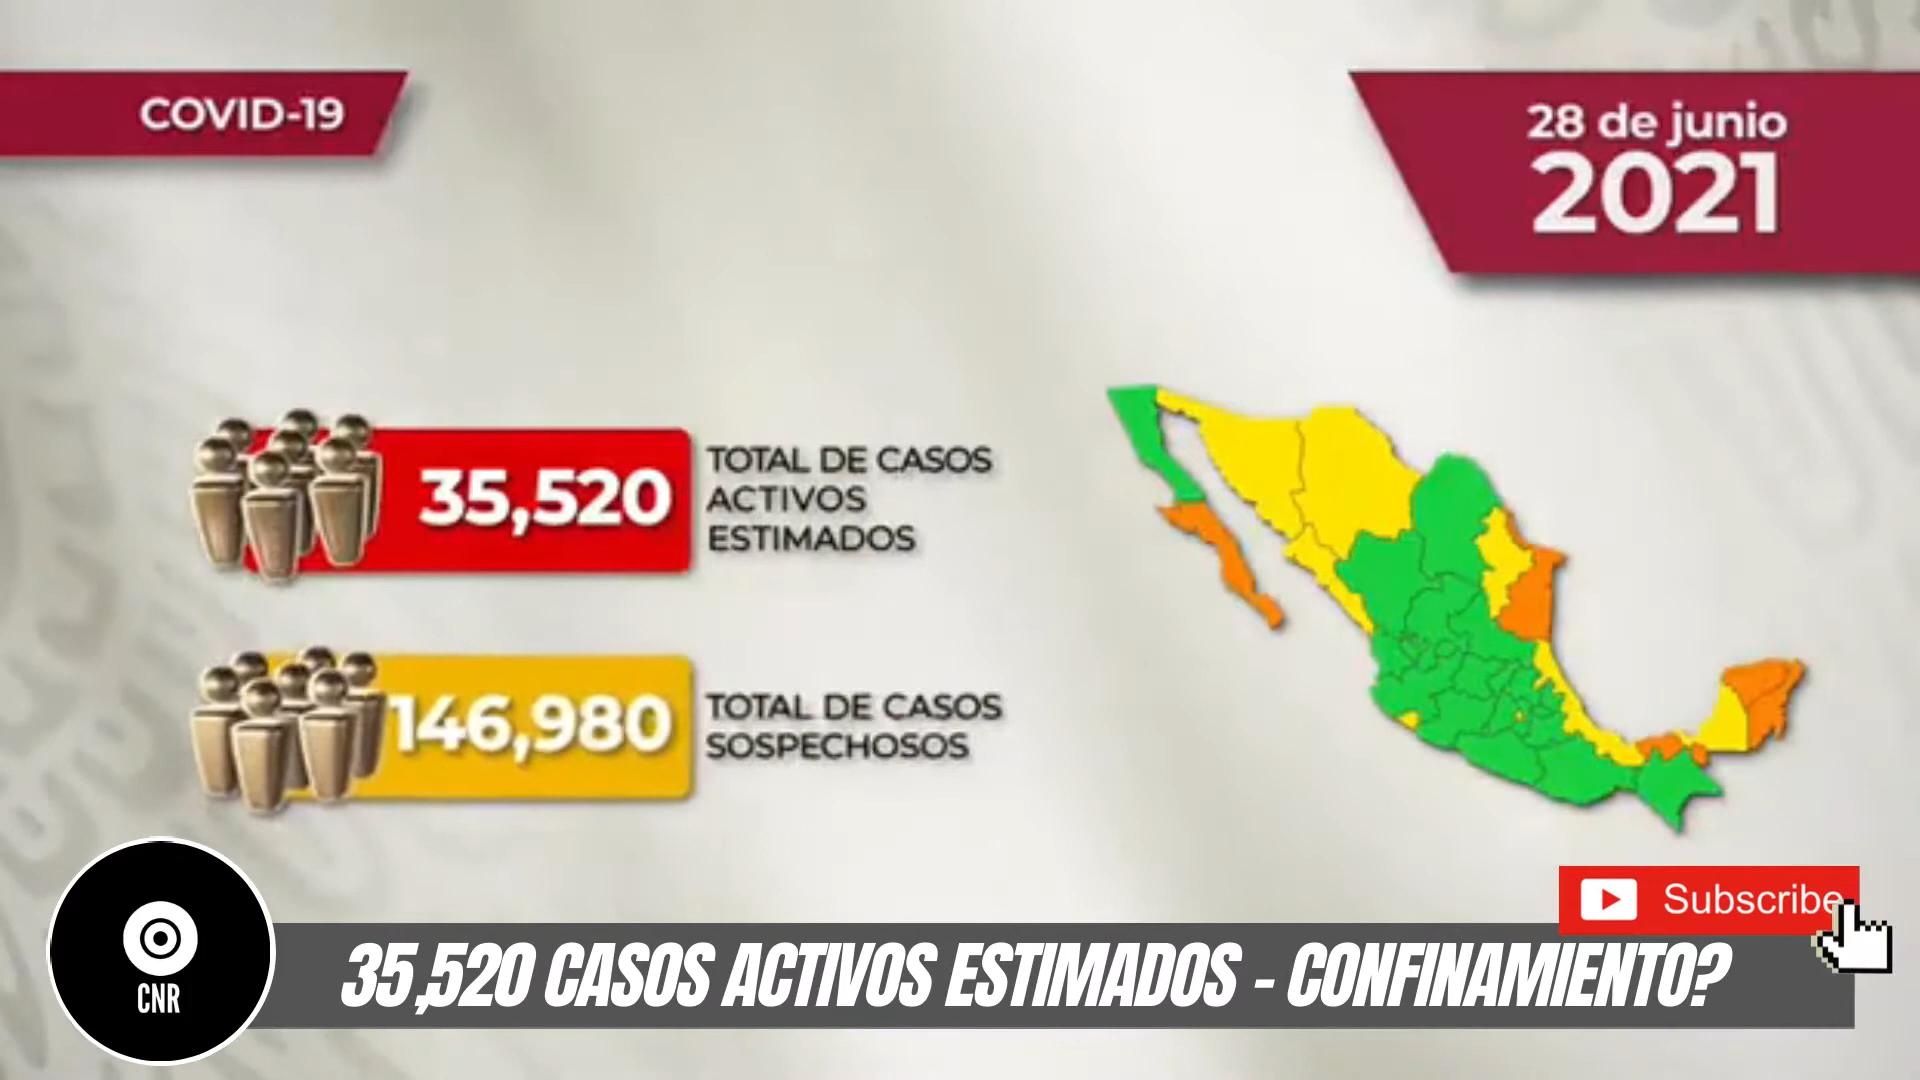 COVID-19
28 de junio
2021
35,520
TOTAL DE CASOS
ACTIVOS
ESTIMADOS
146,980
TOTAL DE CASOS
SOSPECHOSOS
Subscribe
CNR
35,520 CASOS ACTIVOS ESTIMADOS - CONFINAMIENTO?